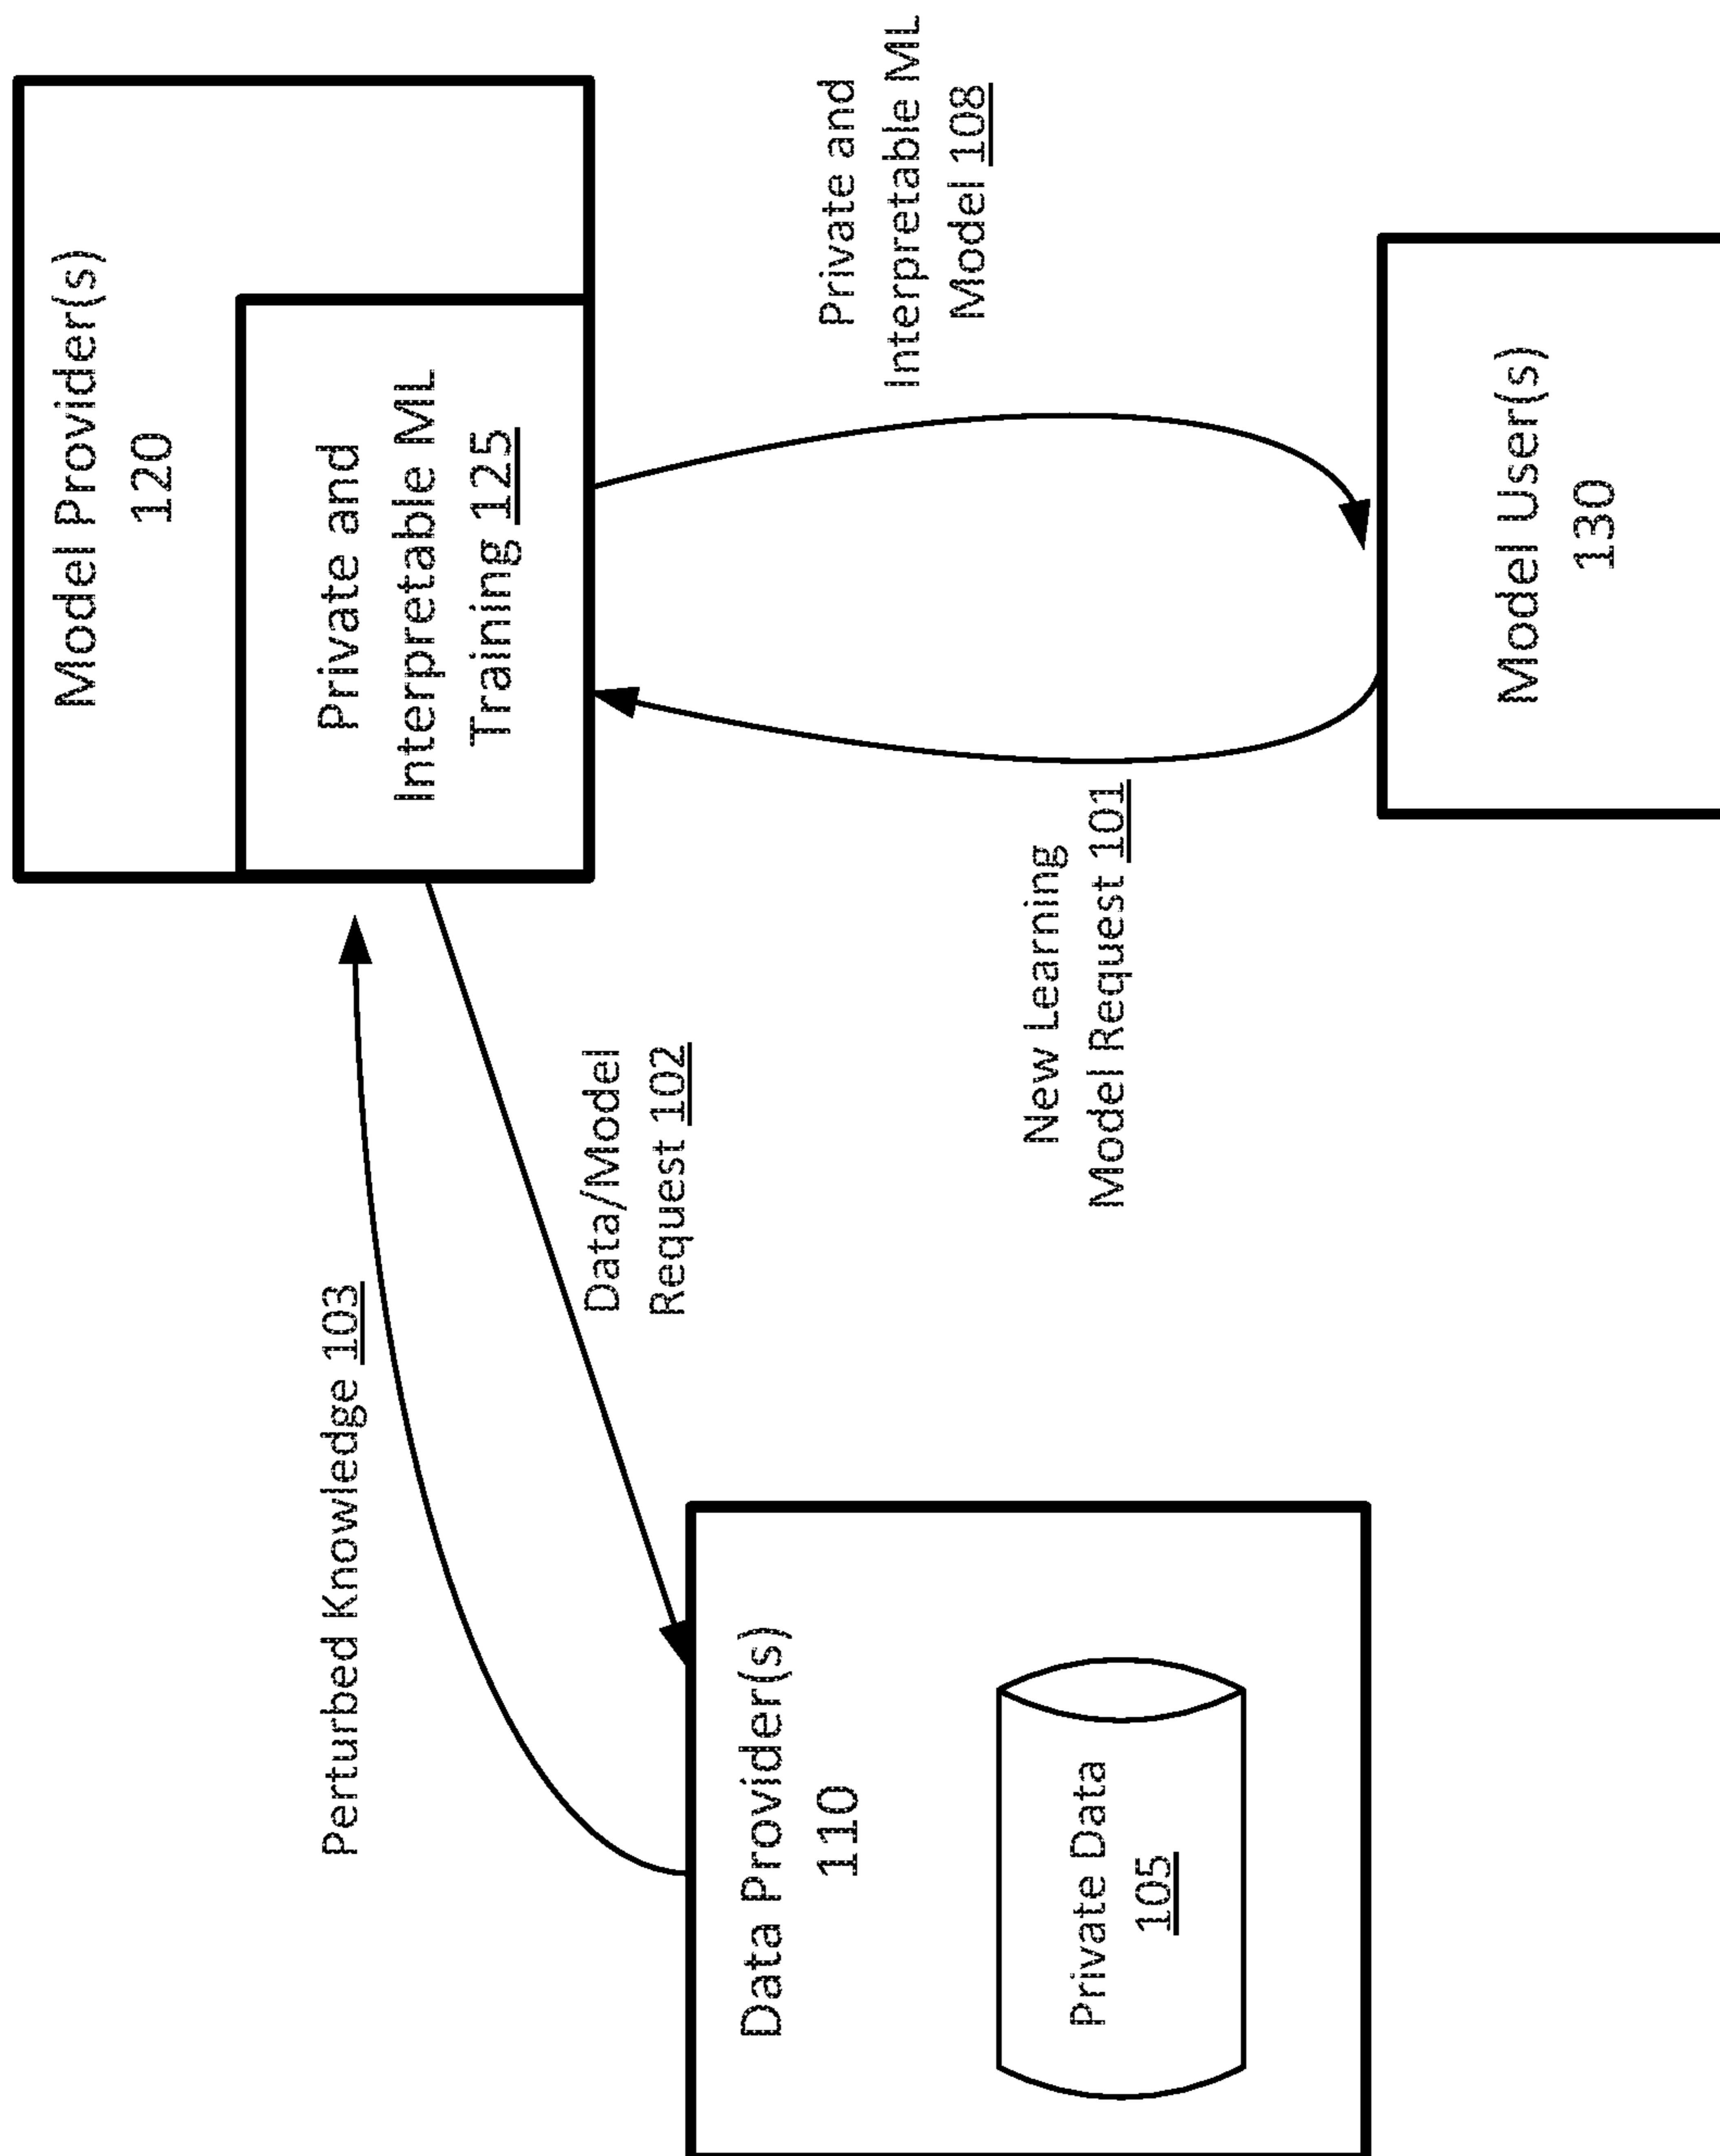 Model Provider(s)
120
Private and
Interpretable ML
Training 125
Perturbed Knowledge 103
Data/Model
Request 102
Private and
Interpretable ML
Model 108
New Learning
Model Request 101
Data Provider(s)
110
Private Data
105
Model User(s)
130